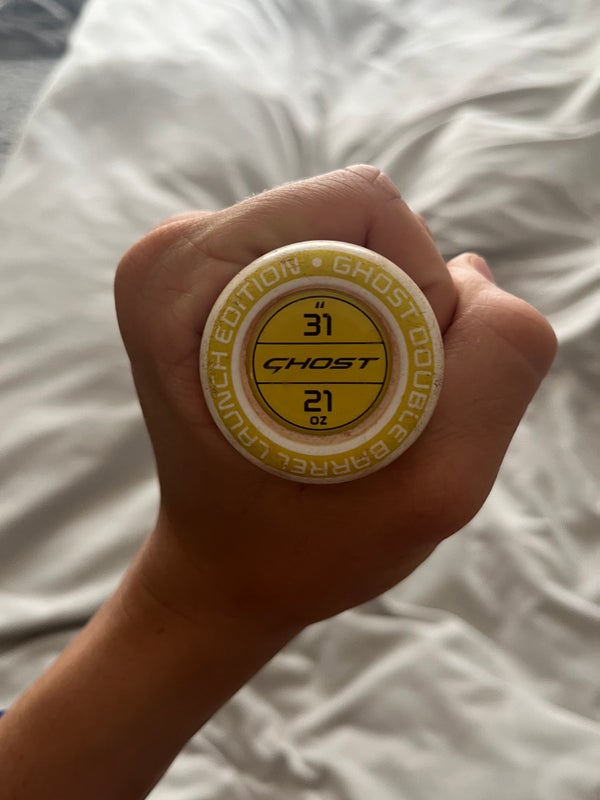 GHOST DOUBLE BARREL LAUNCH EDITION •
"
31
GHOST
21
OZ